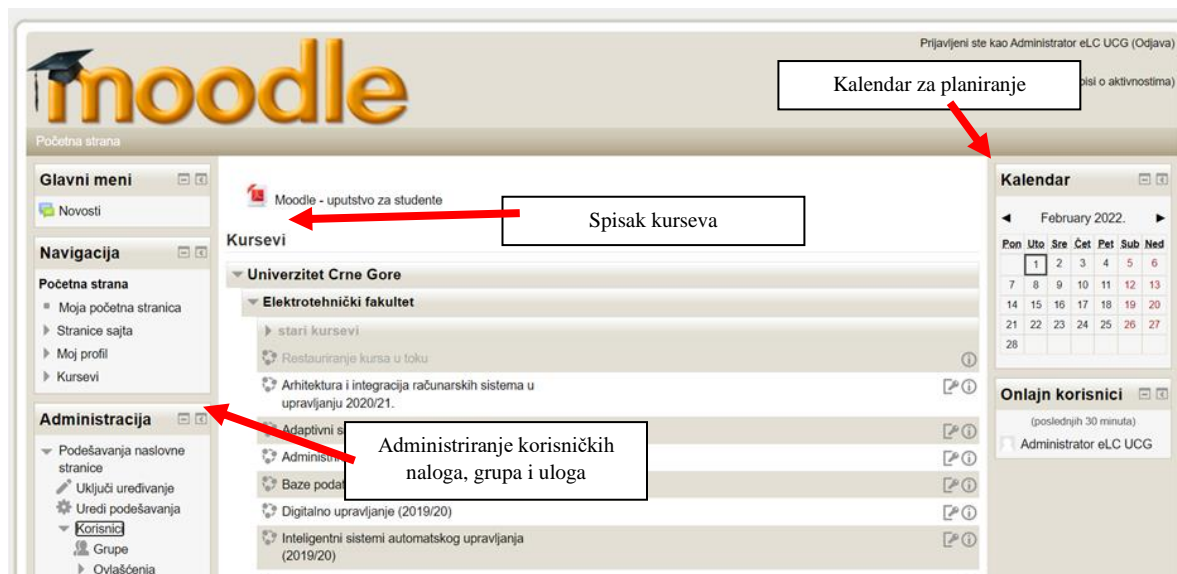 moodle
Prijavljeni ste kao Administrator eLC UCG (Odjava)
Kalendar za planiranje
o aktivnostima)
Početna strana
Glavni meni
Novosti
Navigacija
Početna strana
Moja početna stranica
Stranice sajta
Moj profil
Kursevi
Administracija
Podešavanja naslovne
stranice
Uključi uređivanje
Uredi podešavanja
Korisnici
Grupe
Ovlašćenja
Moodle - uputstvo za studente
Spisak kurseva
Kursevi
Univerzitet Crne Gore
Elektrotehnički fakultet
stari kursevi
Restauriranje kursa u toku
Arhitektura i integracija računarskih sistema u
upravljanju 2020/21.
Adaptivni
Administriranje korisničkih
naloga, grupa i uloga
Baze
Digitalno upravljanje (2019/20)
Inteligentni sistemi automatskog upravljanja
(2019/20)
Kalendar
February 2022.
Pon Uto Sre Čet Pet Sub Ned
1 2 3 4 5 6
7 8 9 10 11 12 13
14 15 16 17 18 19 20
21 22 23 24 25 26 27
28
Onlajn korisnici
(poslednjih 30 minuta)
Administrator eLC UCG